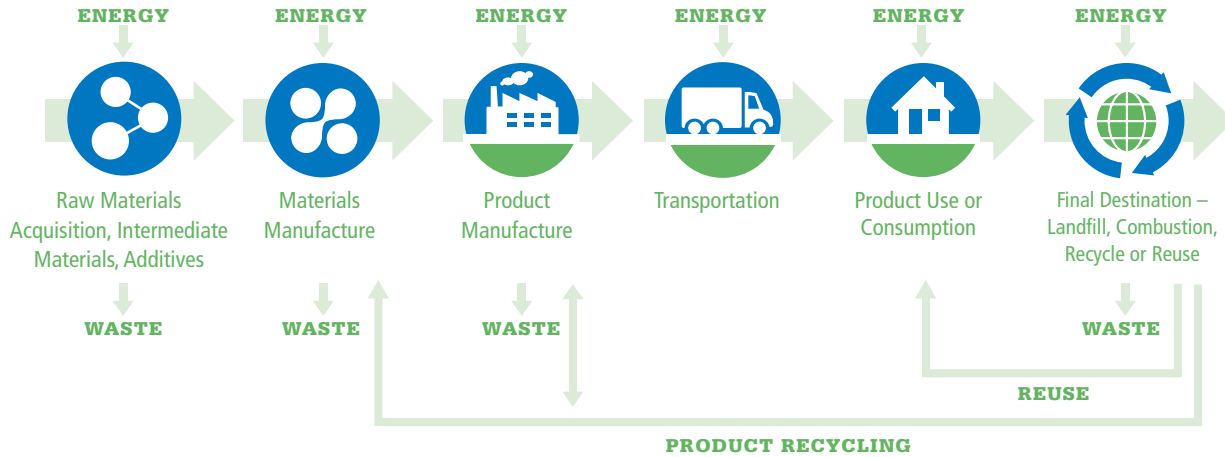 ENERGY
ENERGY
ENERGY
ENERGY
ENERGY
ENERGY
Raw Materials
Acquisition, Intermediate
Materials, Additives
Materials
Manufacture
Product
Manufacture
Transportation
Product Use or
Consumption
Final Destination –
Landfill, Combustion,
Recycle or Reuse
WASTE
WASTE
WASTE
WASTE
REUSE
PRODUCT RECYCLING